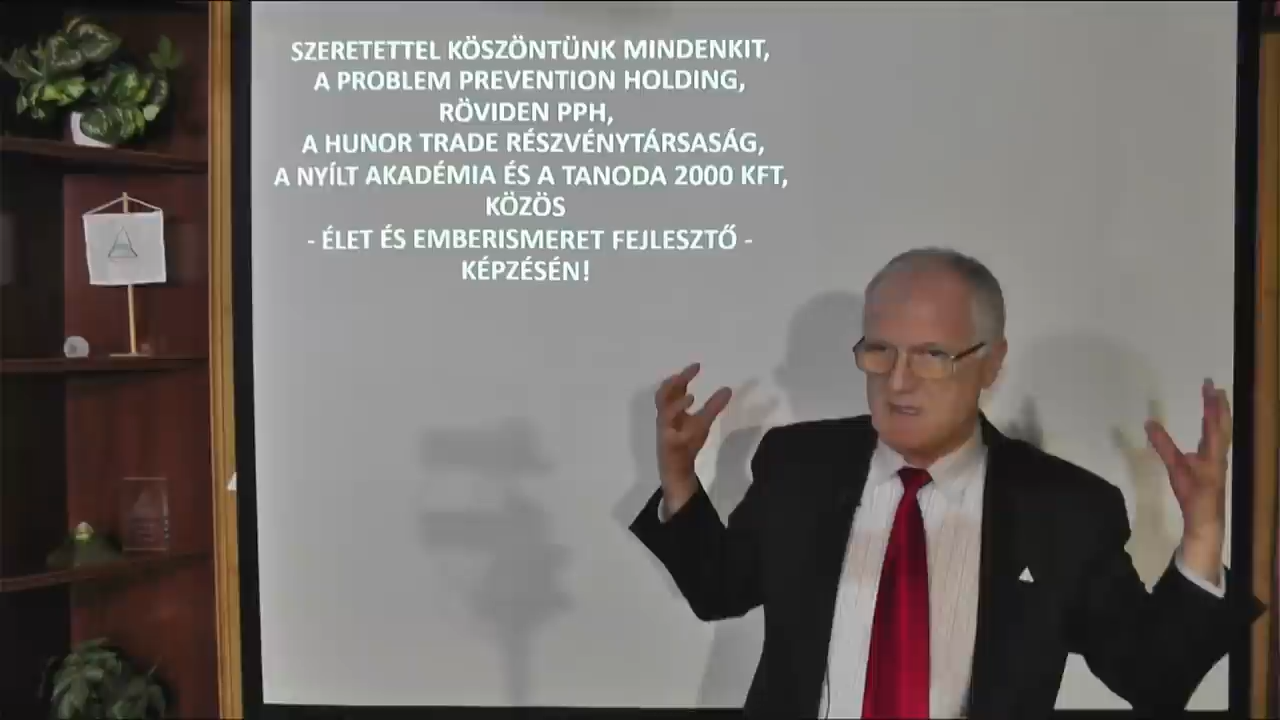 SZERETETTEL KÖSZÖNTÜNK MINDENKIT,
A PROBLEM PREVENTION HOLDING,
RÖVIDEN PPH,
A HUNOR TRADE RÉSZVÉNYTÁRSASÁG,
A NYÍLT AKADÉMIA ÉS A TANODA 2000 KFT,
KÖZÖS
- ÉLET ÉS EMBERISMERET FEJLESZTŐ -
KÉPZÉSÉN!